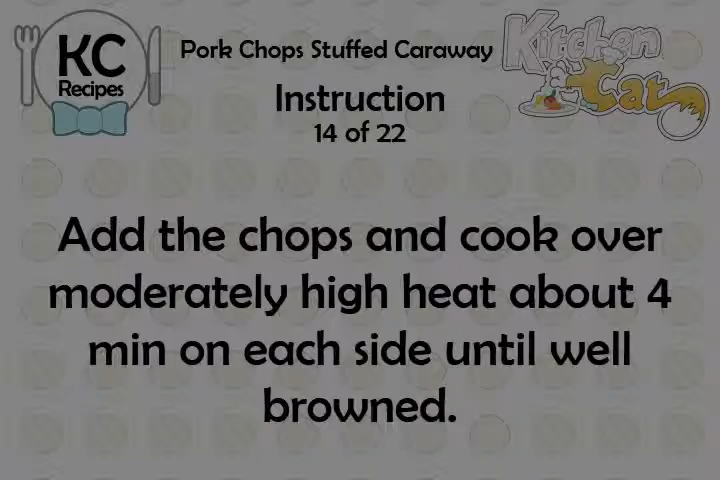 KC
Recipes
Pork Chops Stuffed Caraway
Kitchen
Cat
Instruction
14 of 22
Add the chops and cook over
moderately high heat about 4
min on each side until well
browned.